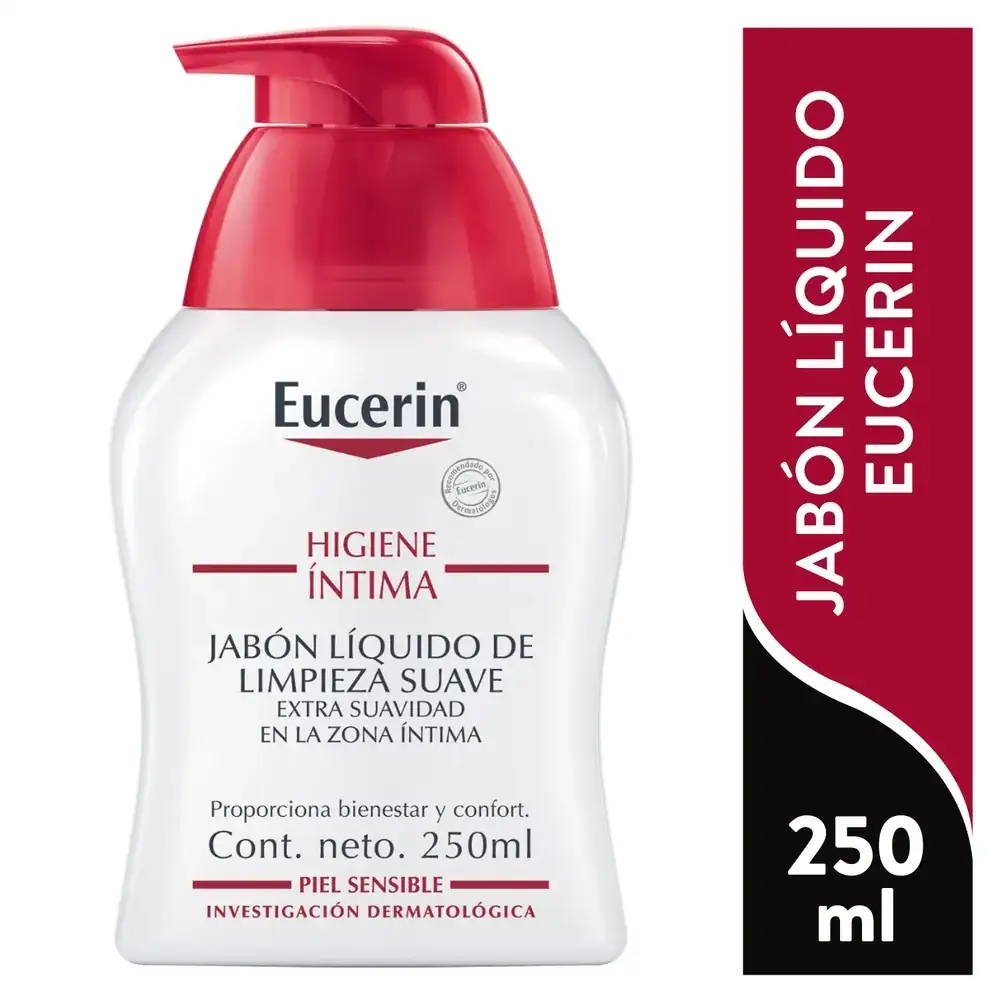 Eucerin®
Recomendado por
Eucerin
Dermatólogos
HIGIENE
ÍNTIMA
JABÓN LÍQUIDO DE
LIMPIEZA SUAVE
EXTRA SUAVIDAD
EN LA ZONA ÍNTIMA
Proporciona bienestar y confort.
Cont. neto. 250ml
PIEL SENSIBLE
INVESTIGACIÓN DERMATOLÓGICA
JABÓN LÍQUIDO
EUCERIN
250
ml